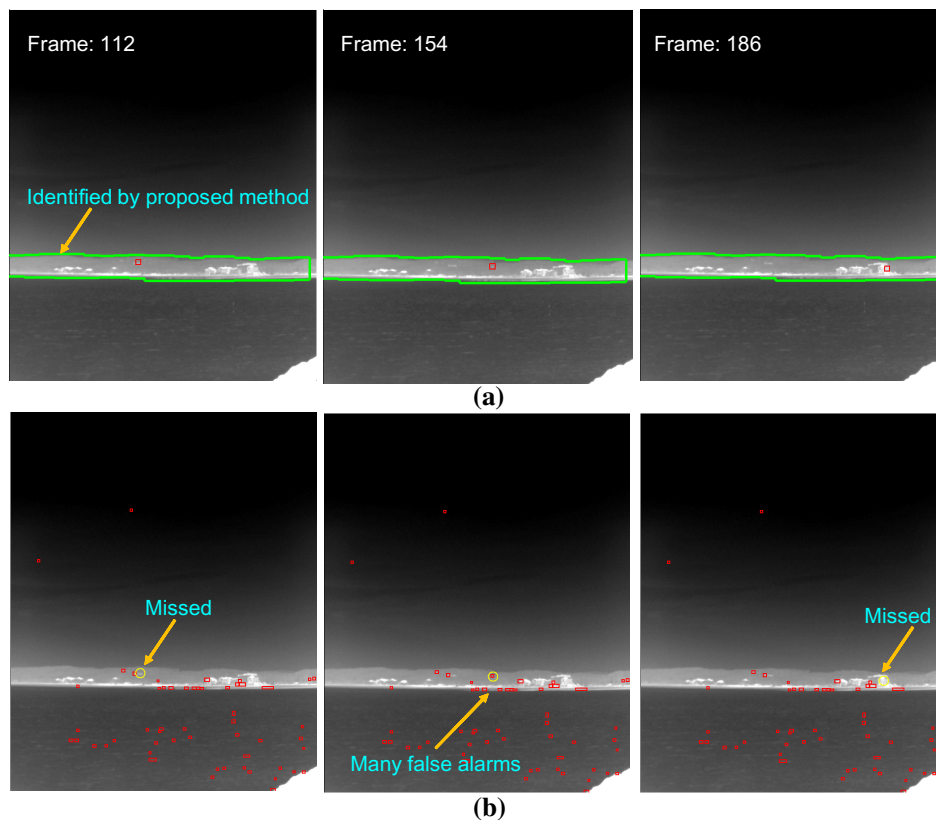 Frame: 112
Frame: 154
Frame: 186
Identified by proposed method
(a)
Missed
Missed
Many false alarms
(b)